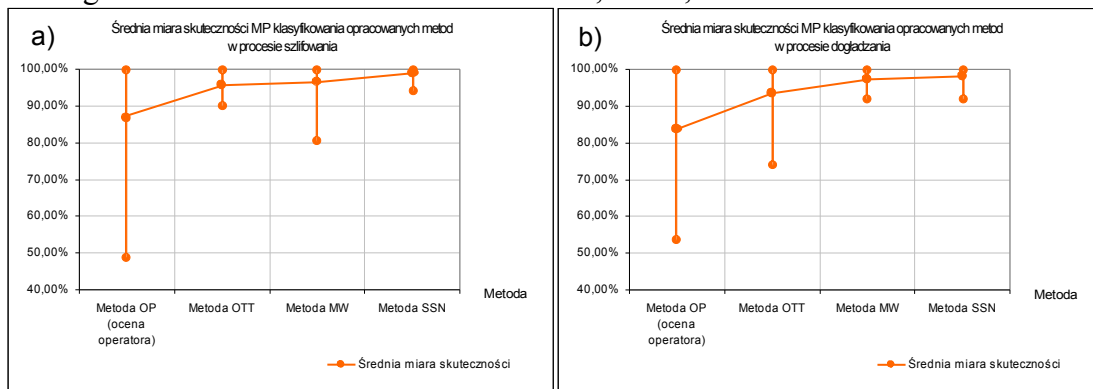 a)
Średnia miara skuteczności MP klasyfikowania opracowanych metod
w procesie szlifowania
100,00%
90,00%
80,00%
70,00%
60,00%
50,00%
40,00%
Metoda OP
(ocena
operatora)
Metoda OTT
Metoda MW
Metoda SSN
Metoda
Średnia miara skuteczności
b)
Średnia miara skuteczności MP klasyfikowania opracowanych metod
w procesie dogładzania
100,00%
90,00%
80,00%
70,00%
60,00%
50,00%
40,00%
Metoda OP
(ocena
operatora)
Metoda OTT
Metoda MW
Metoda SSN
Metoda
Średnia miara skuteczności